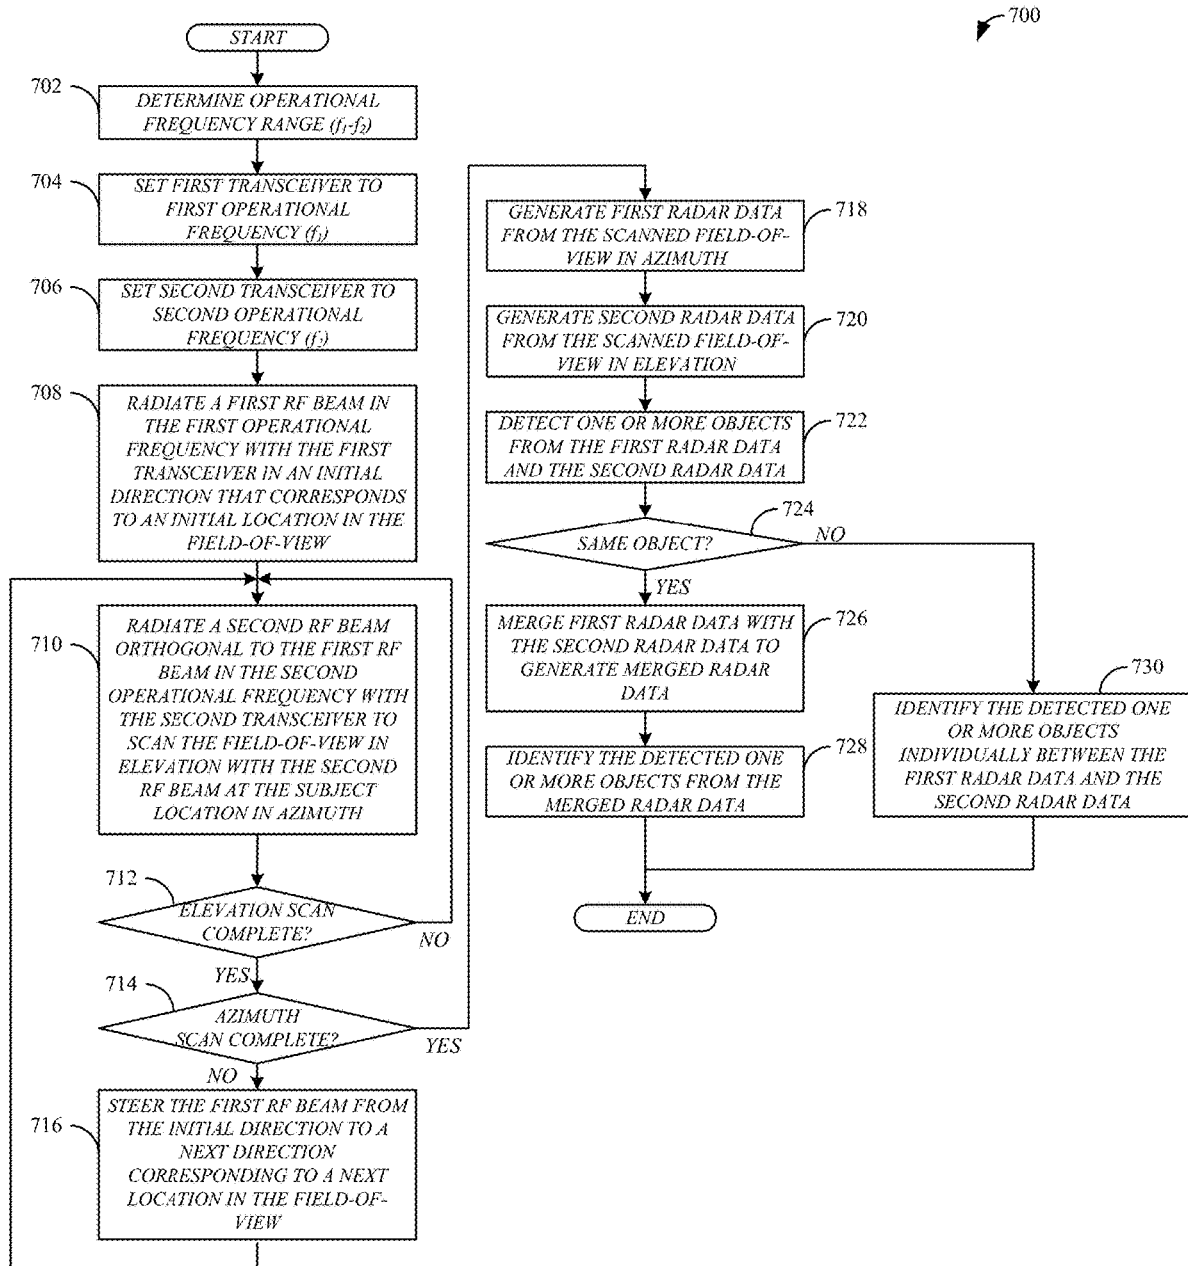 700
START
702
DETERMINE OPERATIONAL
FREQUENCY RANGE (f₁-f₂)
704
SET FIRST TRANSCEIVER TO
FIRST OPERATIONAL
FREQUENCY (f₁)
706
SET SECOND TRANSCEIVER TO
SECOND OPERATIONAL
FREQUENCY (f₂)
708
RADIATE A FIRST RF BEAM IN
THE FIRST OPERATIONAL
FREQUENCY WITH THE FIRST
TRANSCEIVER IN AN INITIAL
DIRECTION THAT CORRESPONDS
TO AN INITIAL LOCATION IN THE
FIELD-OF-VIEW
710
RADIATE A SECOND RF BEAM
ORTHOGONAL TO THE FIRST RF
BEAM IN THE SECOND
OPERATIONAL FREQUENCY WITH
THE SECOND TRANSCEIVER TO
SCAN THE FIELD-OF-VIEW IN
ELEVATION WITH THE SECOND
RF BEAM AT THE SUBJECT
LOCATION IN AZIMUTH
712
ELEVATION SCAN
COMPLETE?
NO
YES
714
AZIMUTH
SCAN COMPLETE?
YES
NO
716
STEER THE FIRST RF BEAM FROM
THE INITIAL DIRECTION TO A
NEXT DIRECTION
CORRESPONDING TO A NEXT
LOCATION IN THE FIELD-OF-
VIEW
718
GENERATE FIRST RADAR DATA
FROM THE SCANNED FIELD-OF-
VIEW IN AZIMUTH
720
GENERATE SECOND RADAR DATA
FROM THE SCANNED FIELD-OF-
VIEW IN ELEVATION
722
DETECT ONE OR MORE OBJECTS
FROM THE FIRST RADAR DATA
AND THE SECOND RADAR DATA
724
SAME OBJECT?
NO
YES
726
MERGE FIRST RADAR DATA WITH
THE SECOND RADAR DATA TO
GENERATE MERGED RADAR
DATA
728
IDENTIFY THE DETECTED ONE
OR MORE OBJECTS FROM THE
MERGED RADAR DATA
730
IDENTIFY THE DETECTED ONE
OR MORE OBJECTS
INDIVIDUALLY BETWEEN THE
FIRST RADAR DATA AND THE
SECOND RADAR DATA
END